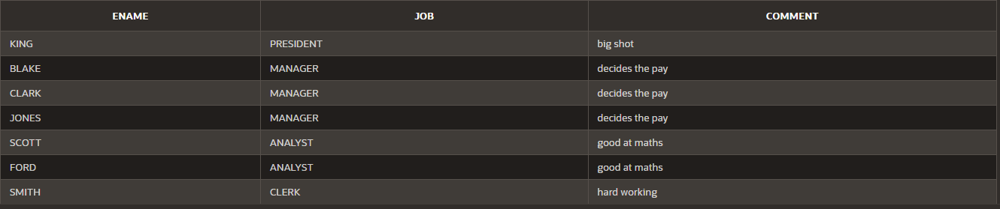 ENAME JOB COMMENT
KING PRESIDENT big shot
BLAKE MANAGER decides the pay
CLARK MANAGER decides the pay
JONES MANAGER decides the pay
SCOTT ANALYST good at maths
FORD ANALYST good at maths
SMITH CLERK hard working